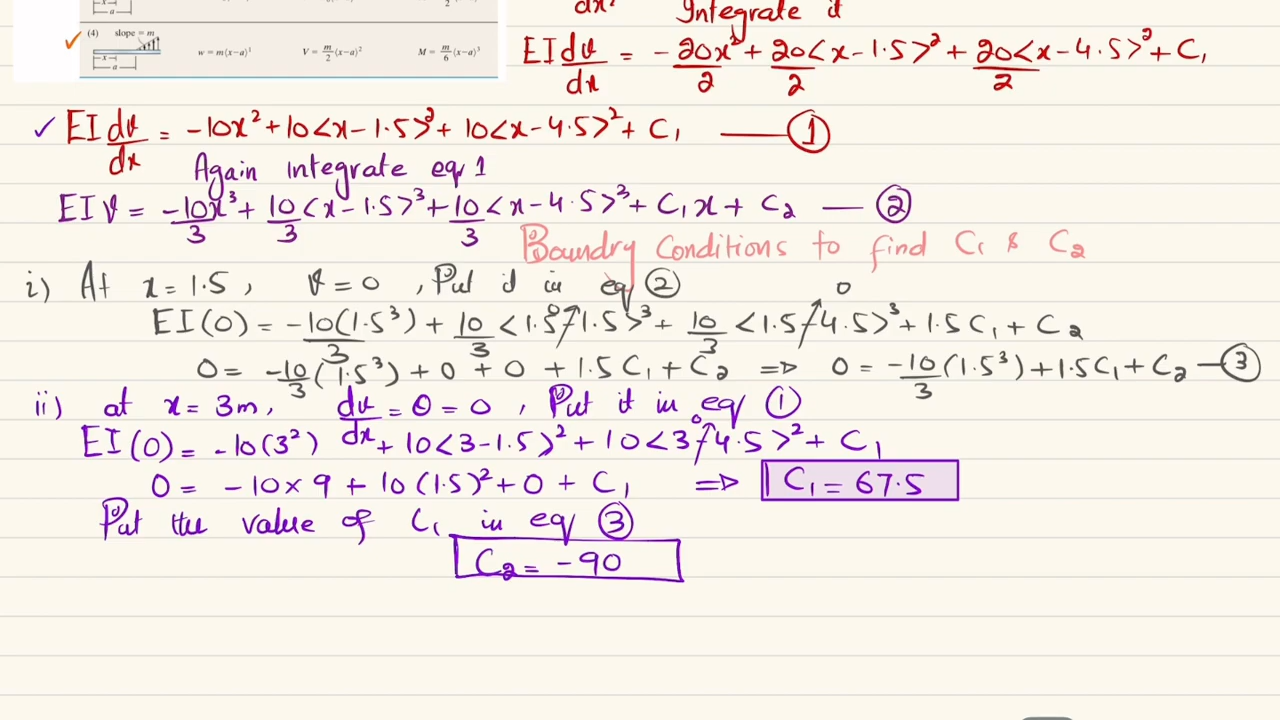 dx²
Integrate it
(4) slope = m
w = m⟨x−a⟩¹ V = m/2 ⟨x−a⟩² M = m/6 ⟨x−a⟩³
x
a
EI dv/dx = -20x²/2 + 20/2 <x-1.5>² + 20/2 <x-4.5>² + C₁
✓ EI dv/dx = -10x² + 10<x-1.5>² + 10<x-4.5>² + C₁ —— ①
Again integrate eq 1
EIv = -10x³/3 + 10/3 <x-1.5>³ + 10/3 <x-4.5>³ + C₁x + C₂ — ②
Boundry Conditions to find C₁ & C₂
i) At x = 1.5, v = 0, Put it in eq ②
EI(0) = -10(1.5³)/3 + 10/3 <1.5-1.5>³ + 10/3 <1.5-4.5>³ + 1.5C₁ + C₂
0 = -10/3 (1.5³) + 0 + 0 + 1.5C₁ + C₂ ⇒ 0 = -10/3 (1.5³) + 1.5C₁ + C₂ —③
ii) at x = 3m, dv/dx = θ = 0, Put it in eq ①
EI(0) = -10(3²) + 10<3-1.5>² + 10<3-4.5>² + C₁
0 = -10×9 + 10(1.5)² + 0 + C₁ ⇒ C₁ = 67.5
Put the value of C₁ in eq ③
C₂ = -90